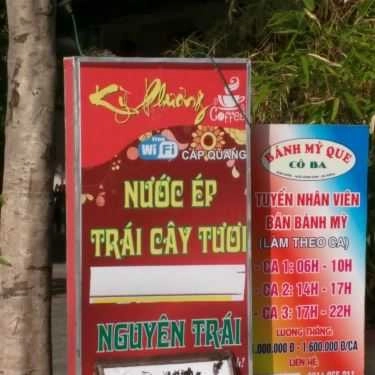 Kỳ Phương
Coffee
Free
WiFi
CÁP QUANG
NƯỚC ÉP
TRÁI CÂY TƯƠI
NGUYÊN TRÁI
BÁNH MỲ QUE
CÔ BA
TUYỂN NHÂN VIÊN
BÁN BÁNH MỲ
(LÀM THEO CA)
- CA 1: 06H - 10H
- CA 2: 14H - 17H
- CA 3: 17H - 22H
LƯƠNG THÁNG
1.000.000 Đ - 1.600.000 Đ/CA
LIÊN HỆ